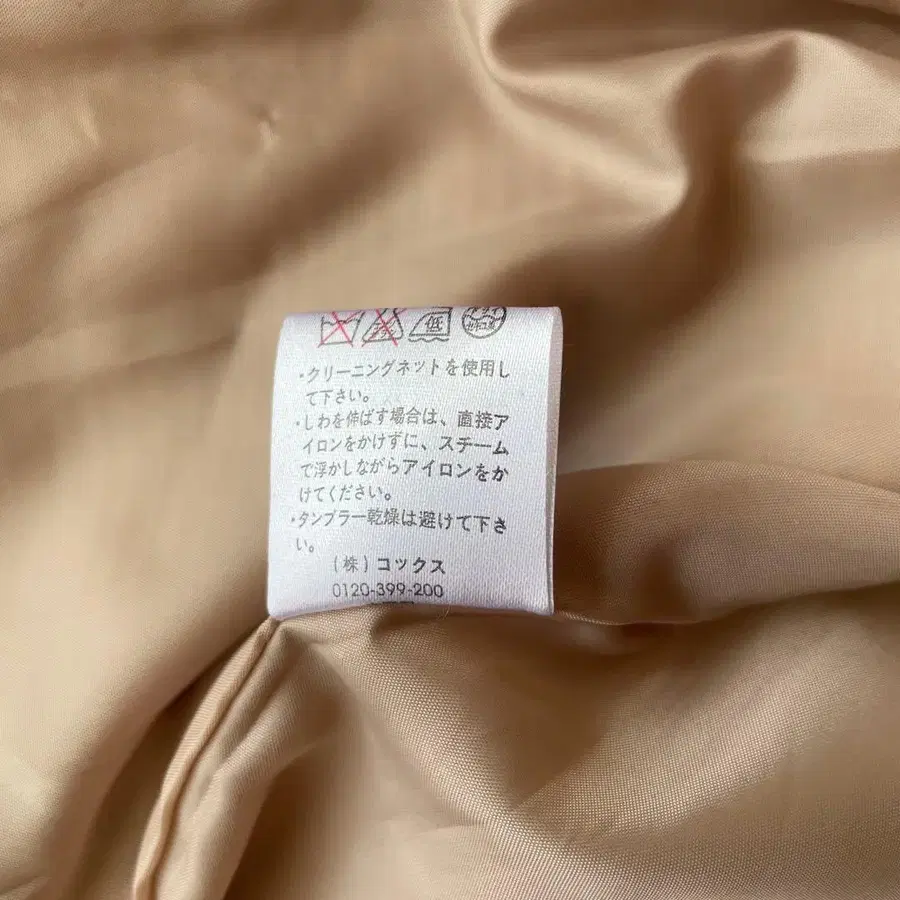 低
・クリーニングネットを使用し
て下さい。
・しわを伸ばす場合は、直接ア
イロンをかけずに、スチーム
で浮かしながらアイロンをか
けてください。
・タンブラー乾燥は避けて下さ
い。
(株)コックス
0120-399-200